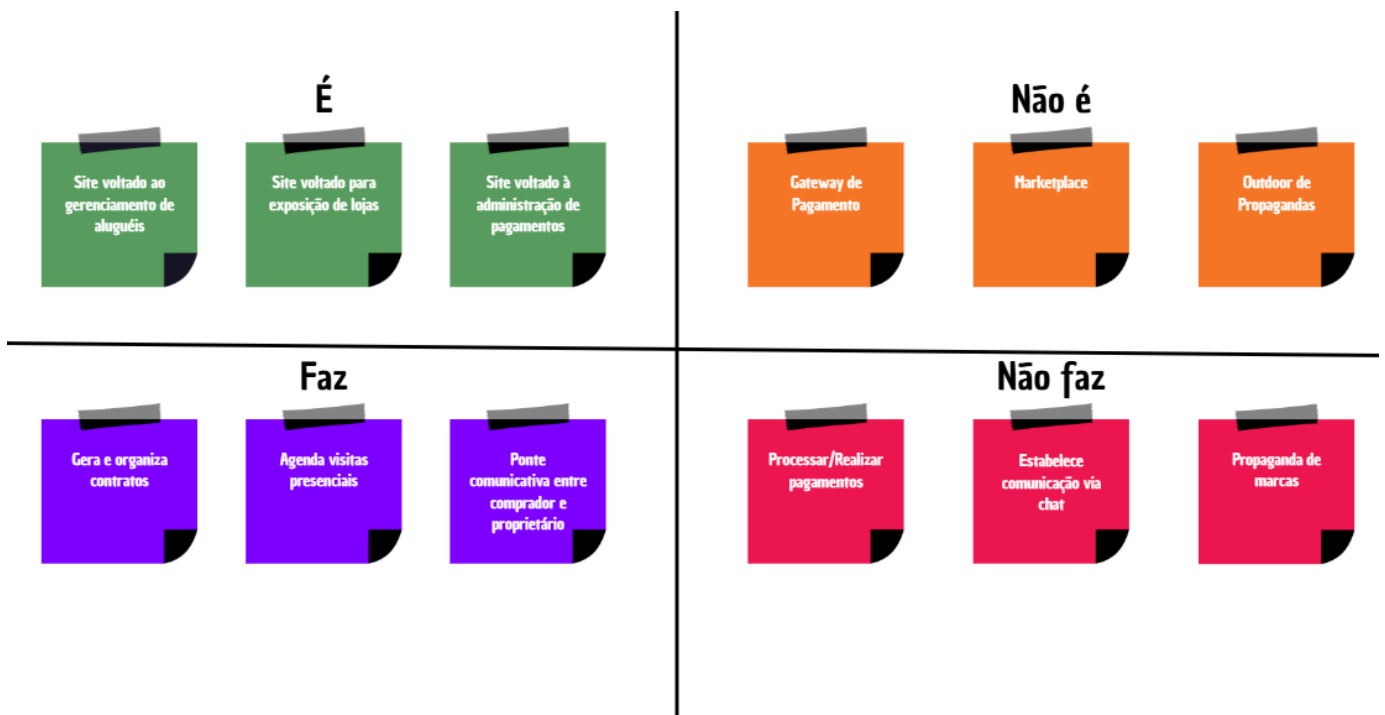 É
Site voltado ao
gerenciamento de
aluguéis
Site voltado para
exposição de lojas
Site voltado à
administração de
pagamentos
Não é
Gateway de
Pagamento
Marketplace
Outdoor de
Propagandas
Faz
Gera e organiza
contratos
Agenda visitas
presenciais
Ponte
comunicativa entre
comprador e
proprietário
Não faz
Processar/Realizar
pagamentos
Estabelece
comunicação via
chat
Propaganda de
marcas